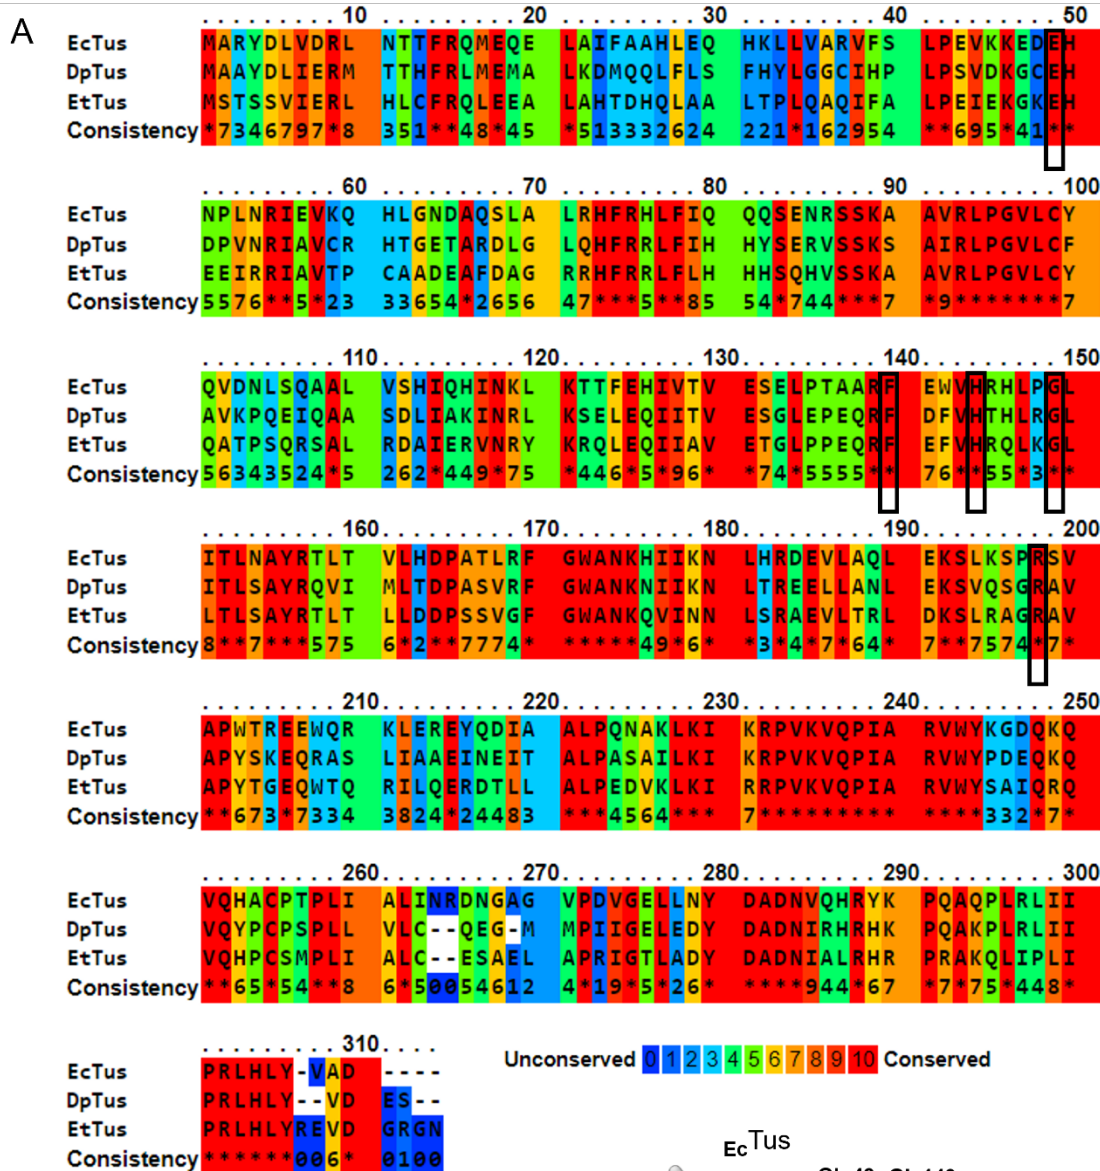 A
. . . . . . . . 10 . . . . . . . . 20 . . . . . . . . 30 . . . . . . . . 40 . . . . . . . . 50
EcTus MARYDLVDRL NTTFRQMEQE LAIFAAHLEQ HKLLVARVFS LPEVKKEDEH
DpTus MAAYDLIERM TTHFRLMEMA LKDMQQLFLS FHYLGGCIHP LPSVDKGCEH
EtTus MSTSSVIERL HLCFRQLEEA LAHTDHQLAA LTPLQAQIFA LPEIEKGKEH
Consistency *7346797*8 351**48*45 *513332624 221*162954 **695*41**
. . . . . . . . 60 . . . . . . . . 70 . . . . . . . . 80 . . . . . . . . 90 . . . . . . . . 100
EcTus NPLNRIEVKQ HLGNDAQSLA LRHFRHLFIQ QQSENRSSKA AVRLPGVLCY
DpTus DPVNRIAVCR HTGETARDLG LQHFRRLFIH HYSERVSSKS AIRLPGVLCF
EtTus EEIRRIAVTP CAADEAFDAG RRHFRRLFLH HHSQHVSSKA AVRLPGVLCY
Consistency 5576**5*23 33654*2656 47***5**85 54*744***7 *9*******7
. . . . . . . . 110 . . . . . . . . 120 . . . . . . . . 130 . . . . . . . . 140 . . . . . . . . 150
EcTus QVDNLSQAAL VSHIQHINKL KTTFEHIVTV ESELPTAARF EWVHRHLPGL
DpTus AVKPQEIQAA SDLIAKINRL KSELEQIITV ESGLEPEQRF DFVHTHLRGL
EtTus QATPSQRSAL RDAIERVNRY KRQLEQIIAV ETGLPPEQRF EFVHRQLKGL
Consistency 56343524*5 262*449*75 *446*5*96* *74*5555** 76**55*3**
. . . . . . . . 160 . . . . . . . . 170 . . . . . . . . 180 . . . . . . . . 190 . . . . . . . . 200
EcTus ITLNAYRTLT VLHDPATLRF GWANKHIIKN LHRDEVLAQL EKSLKSPRSV
DpTus ITLSAYRQVI MLTDPASVRF GWANKNIIKN LTREELLANL EKSVQSGRAV
EtTus LTLSAYRTLT LLDDPSSVGF GWANKQVINN LSRAEVLTRL DKSLRAGRAV
Consistency 8**7***575 6*2**7774* *****49*6* *3*4*7*64* 7**7574*7*
. . . . . . . . 210 . . . . . . . . 220 . . . . . . . . 230 . . . . . . . . 240 . . . . . . . . 250
EcTus APWTREEWQR KLEREYQDIA ALPQNAKLKI KRPVKVQPIA RVWYKGDQKQ
DpTus APYSKEQRAS LIAAEINEIT ALPASAILKI KRPVKVQPIA RVWYPDEQKQ
EtTus APYTGEQWTQ RILQERDTLL ALPEDVKLKI RRPVKVQPIA RVWYSAIQRQ
Consistency **673*7334 3824*24483 ***4564*** 7********* ****332*7*
. . . . . . . . 260 . . . . . . . . 270 . . . . . . . . 280 . . . . . . . . 290 . . . . . . . . 300
EcTus VQHACPTPLI ALINRDNGAG VPDVGELLNY DADNVQHRYK PQAQPLRLII
DpTus VQYPCPSPLL VLC--QEG-M MPIIGELEDY DADNIRHRHK PQAKPLRLII
EtTus VQHPCSMPLI ALC--ESAEL APRIGTLADY DADNIALRHR PRAKQLIPLI
Consistency **65*54**8 6*50054612 4*19*5*26* ****944*67 *7*75*448*
. . . . . . . . 310 . . . .
EcTus PRLHLY-VAD ----
DpTus PRLHLY--VD ES--
EtTus PRLHLYREVD GRGN
Consistency ******006* 0100
Unconserved 0 1 2 3 4 5 6 7 8 9 10 Conserved
EcTus